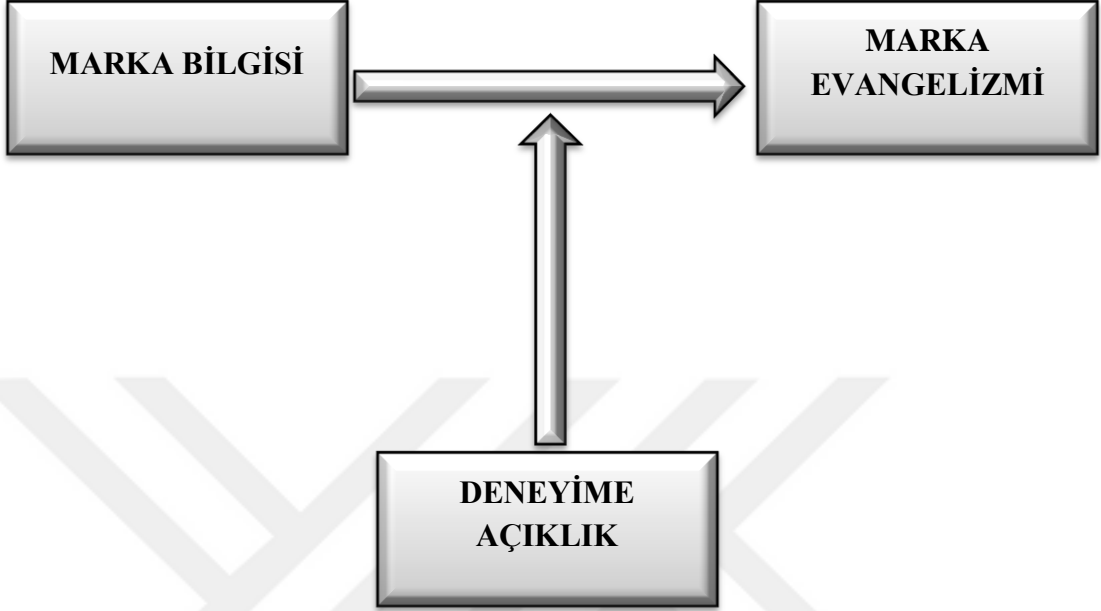 MARKA BİLGİSİ
MARKA
EVANGELİZMİ
DENEYİME
AÇIKLIK